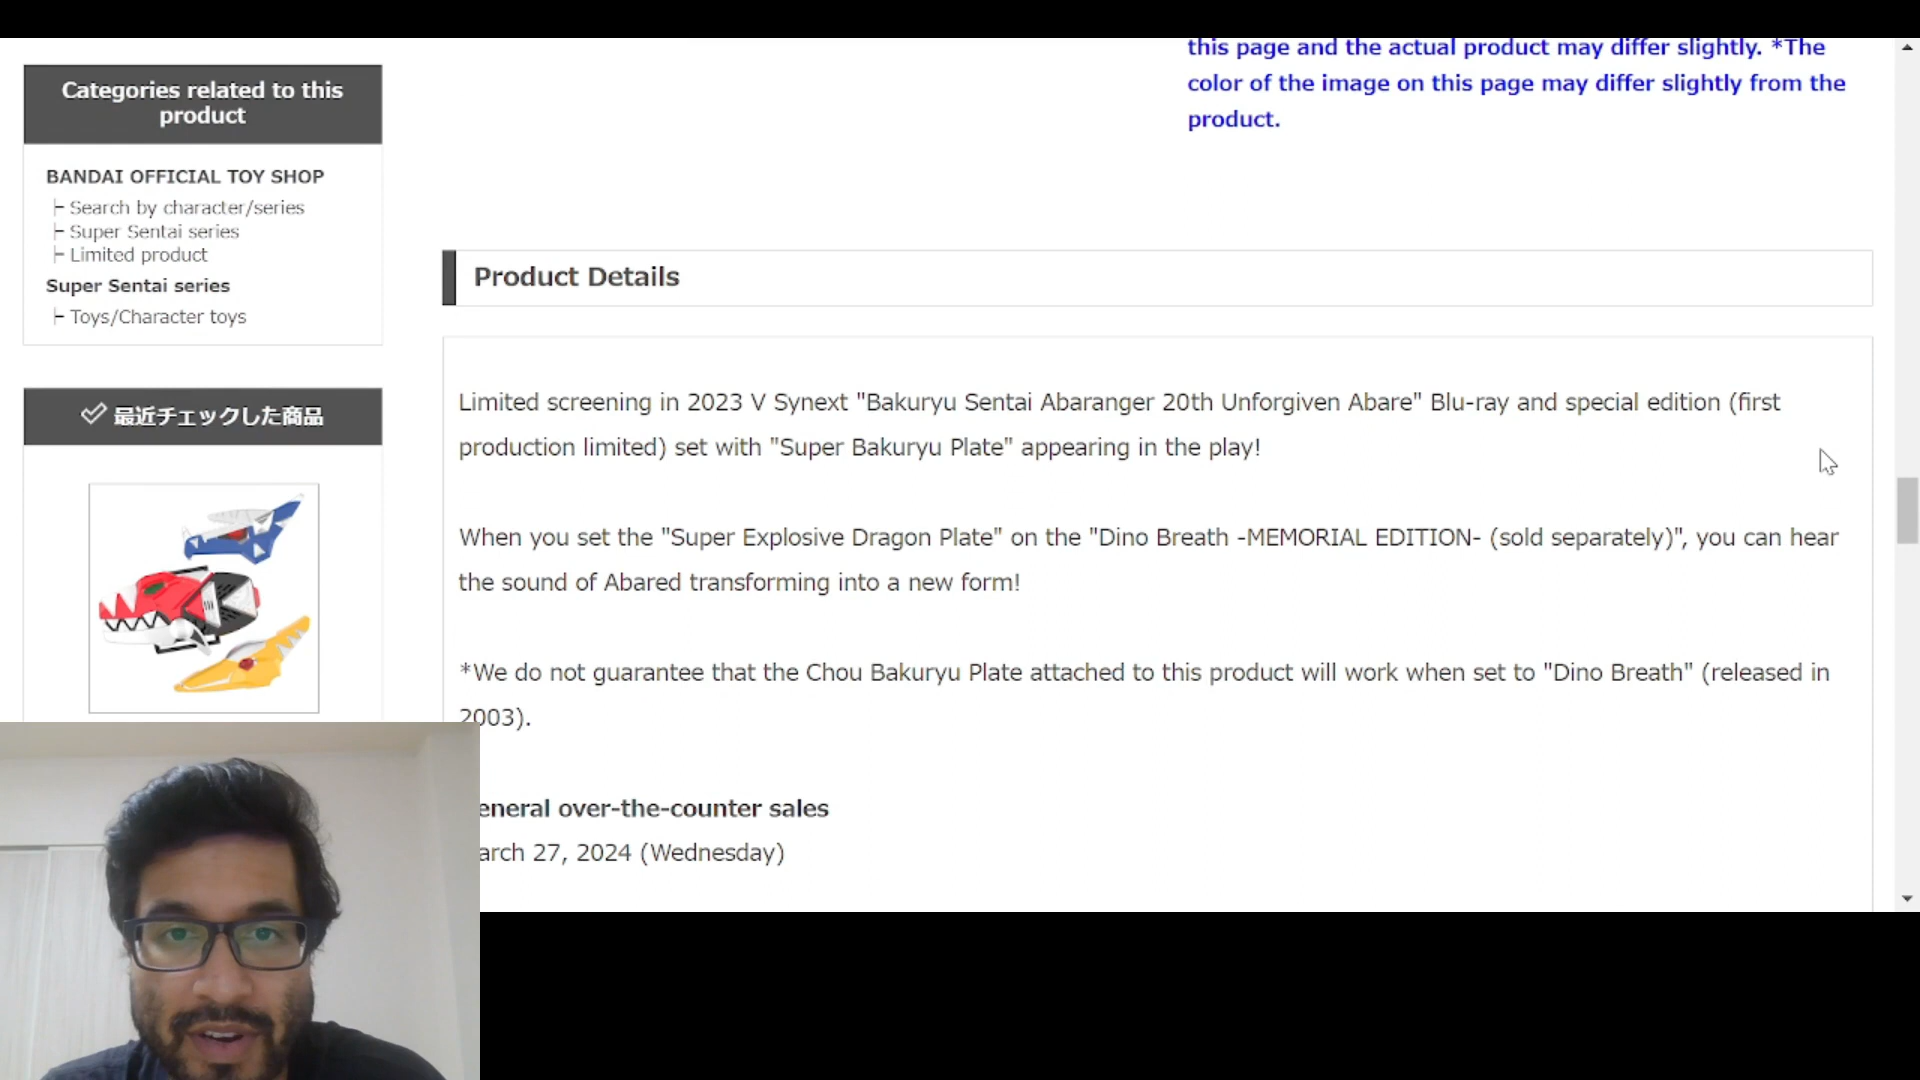 this page and the actual product may differ slightly. *The
color of the image on this page may differ slightly from the
product.
Categories related to this
product
BANDAI OFFICIAL TOY SHOP
├ Search by character/series
├ Super Sentai series
├ Limited product
Super Sentai series
├ Toys/Character toys
最近チェックした商品
Product Details
Limited screening in 2023 V Synext "Bakuryu Sentai Abaranger 20th Unforgiven Abare" Blu-ray and special edition (first
production limited) set with "Super Bakuryu Plate" appearing in the play!
When you set the "Super Explosive Dragon Plate" on the "Dino Breath -MEMORIAL EDITION- (sold separately)", you can hear
the sound of Abared transforming into a new form!
*We do not guarantee that the Chou Bakuryu Plate attached to this product will work when set to "Dino Breath" (released in
2003).
eneral over-the-counter sales
arch 27, 2024 (Wednesday)